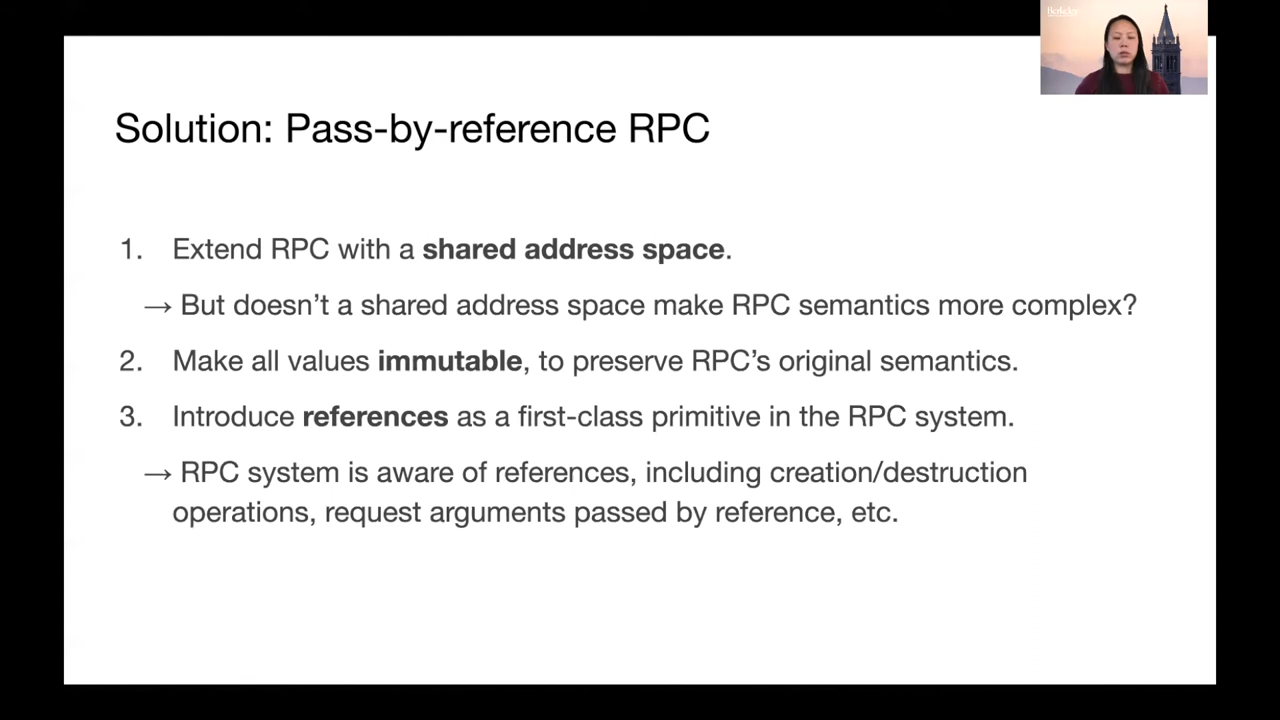 Berkeley
Solution: Pass-by-reference RPC
1. Extend RPC with a shared address space.
→ But doesn’t a shared address space make RPC semantics more complex?
2. Make all values immutable, to preserve RPC’s original semantics.
3. Introduce references as a first-class primitive in the RPC system.
→ RPC system is aware of references, including creation/destruction
operations, request arguments passed by reference, etc.